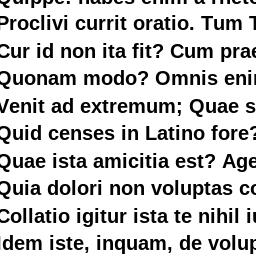 Quippe: habes enim a rheto
Proclivi currit oratio. Tum T
Cur id non ita fit? Cum prae
Quonam modo? Omnis eni
Venit ad extremum; Quae s
Quid censes in Latino fore?
Quae ista amicitia est? Age
Quia dolori non voluptas co
Collatio igitur ista te nihil iu
Idem iste, inquam, de volup